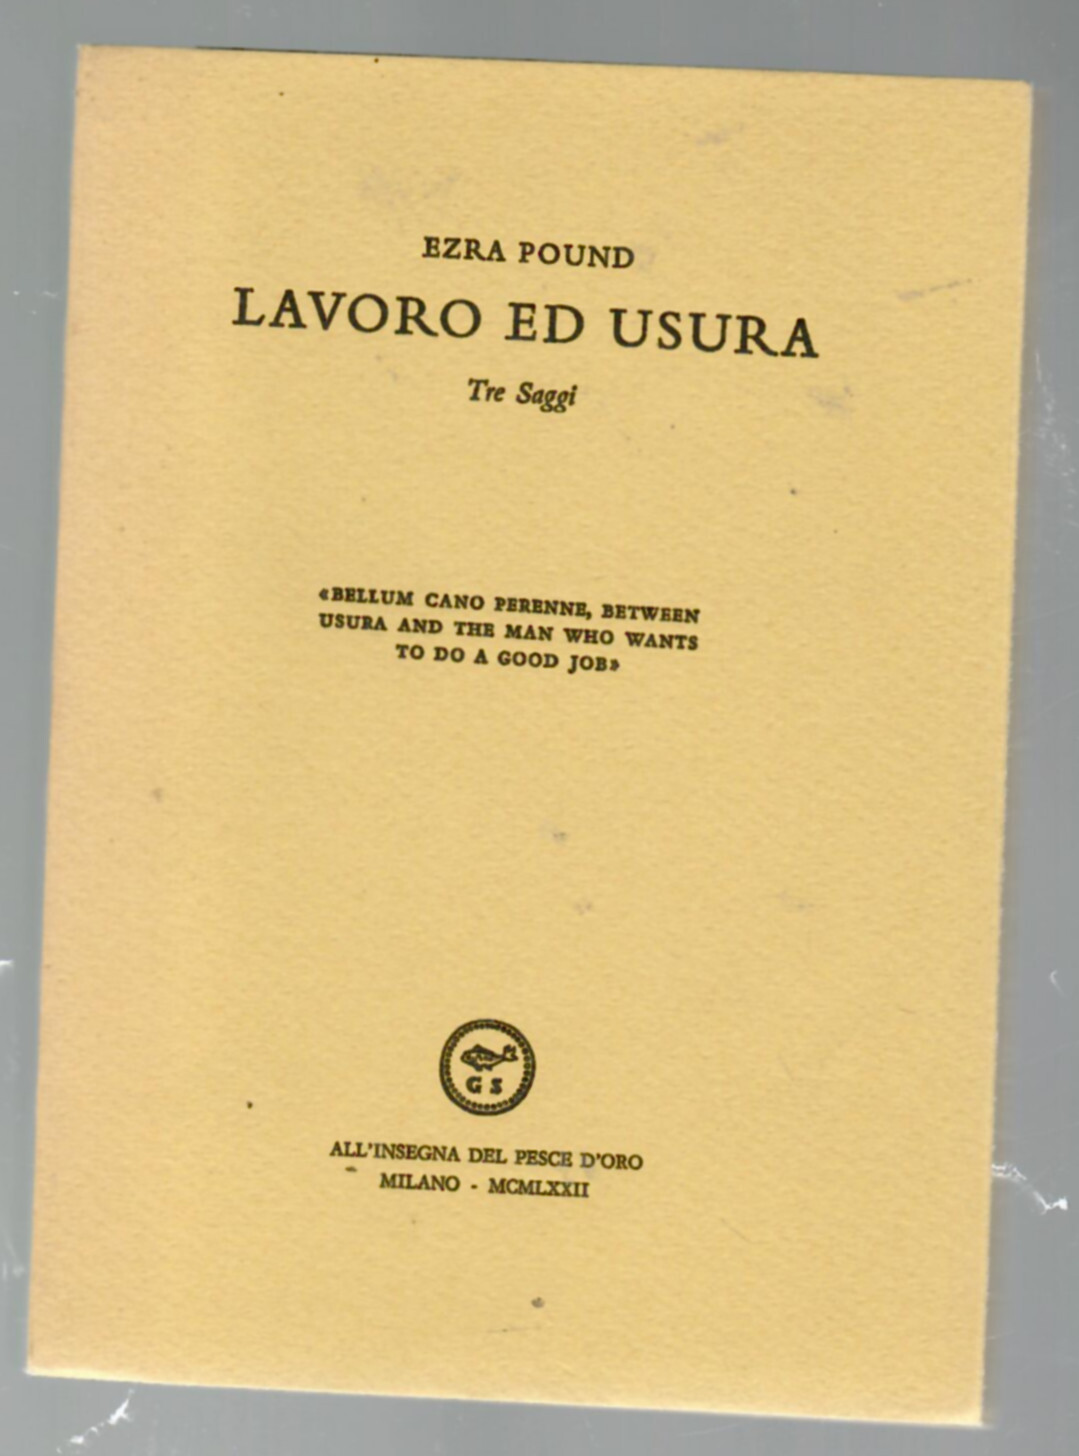 EZRA POUND
LAVORO ED USURA
Tre Saggi
«BELLUM CANO PERENNE, BETWEEN
USURA AND THE MAN WHO WANTS
TO DO A GOOD JOB»
G S
ALL'INSEGNA DEL PESCE D'ORO
MILANO - MCMLXXII